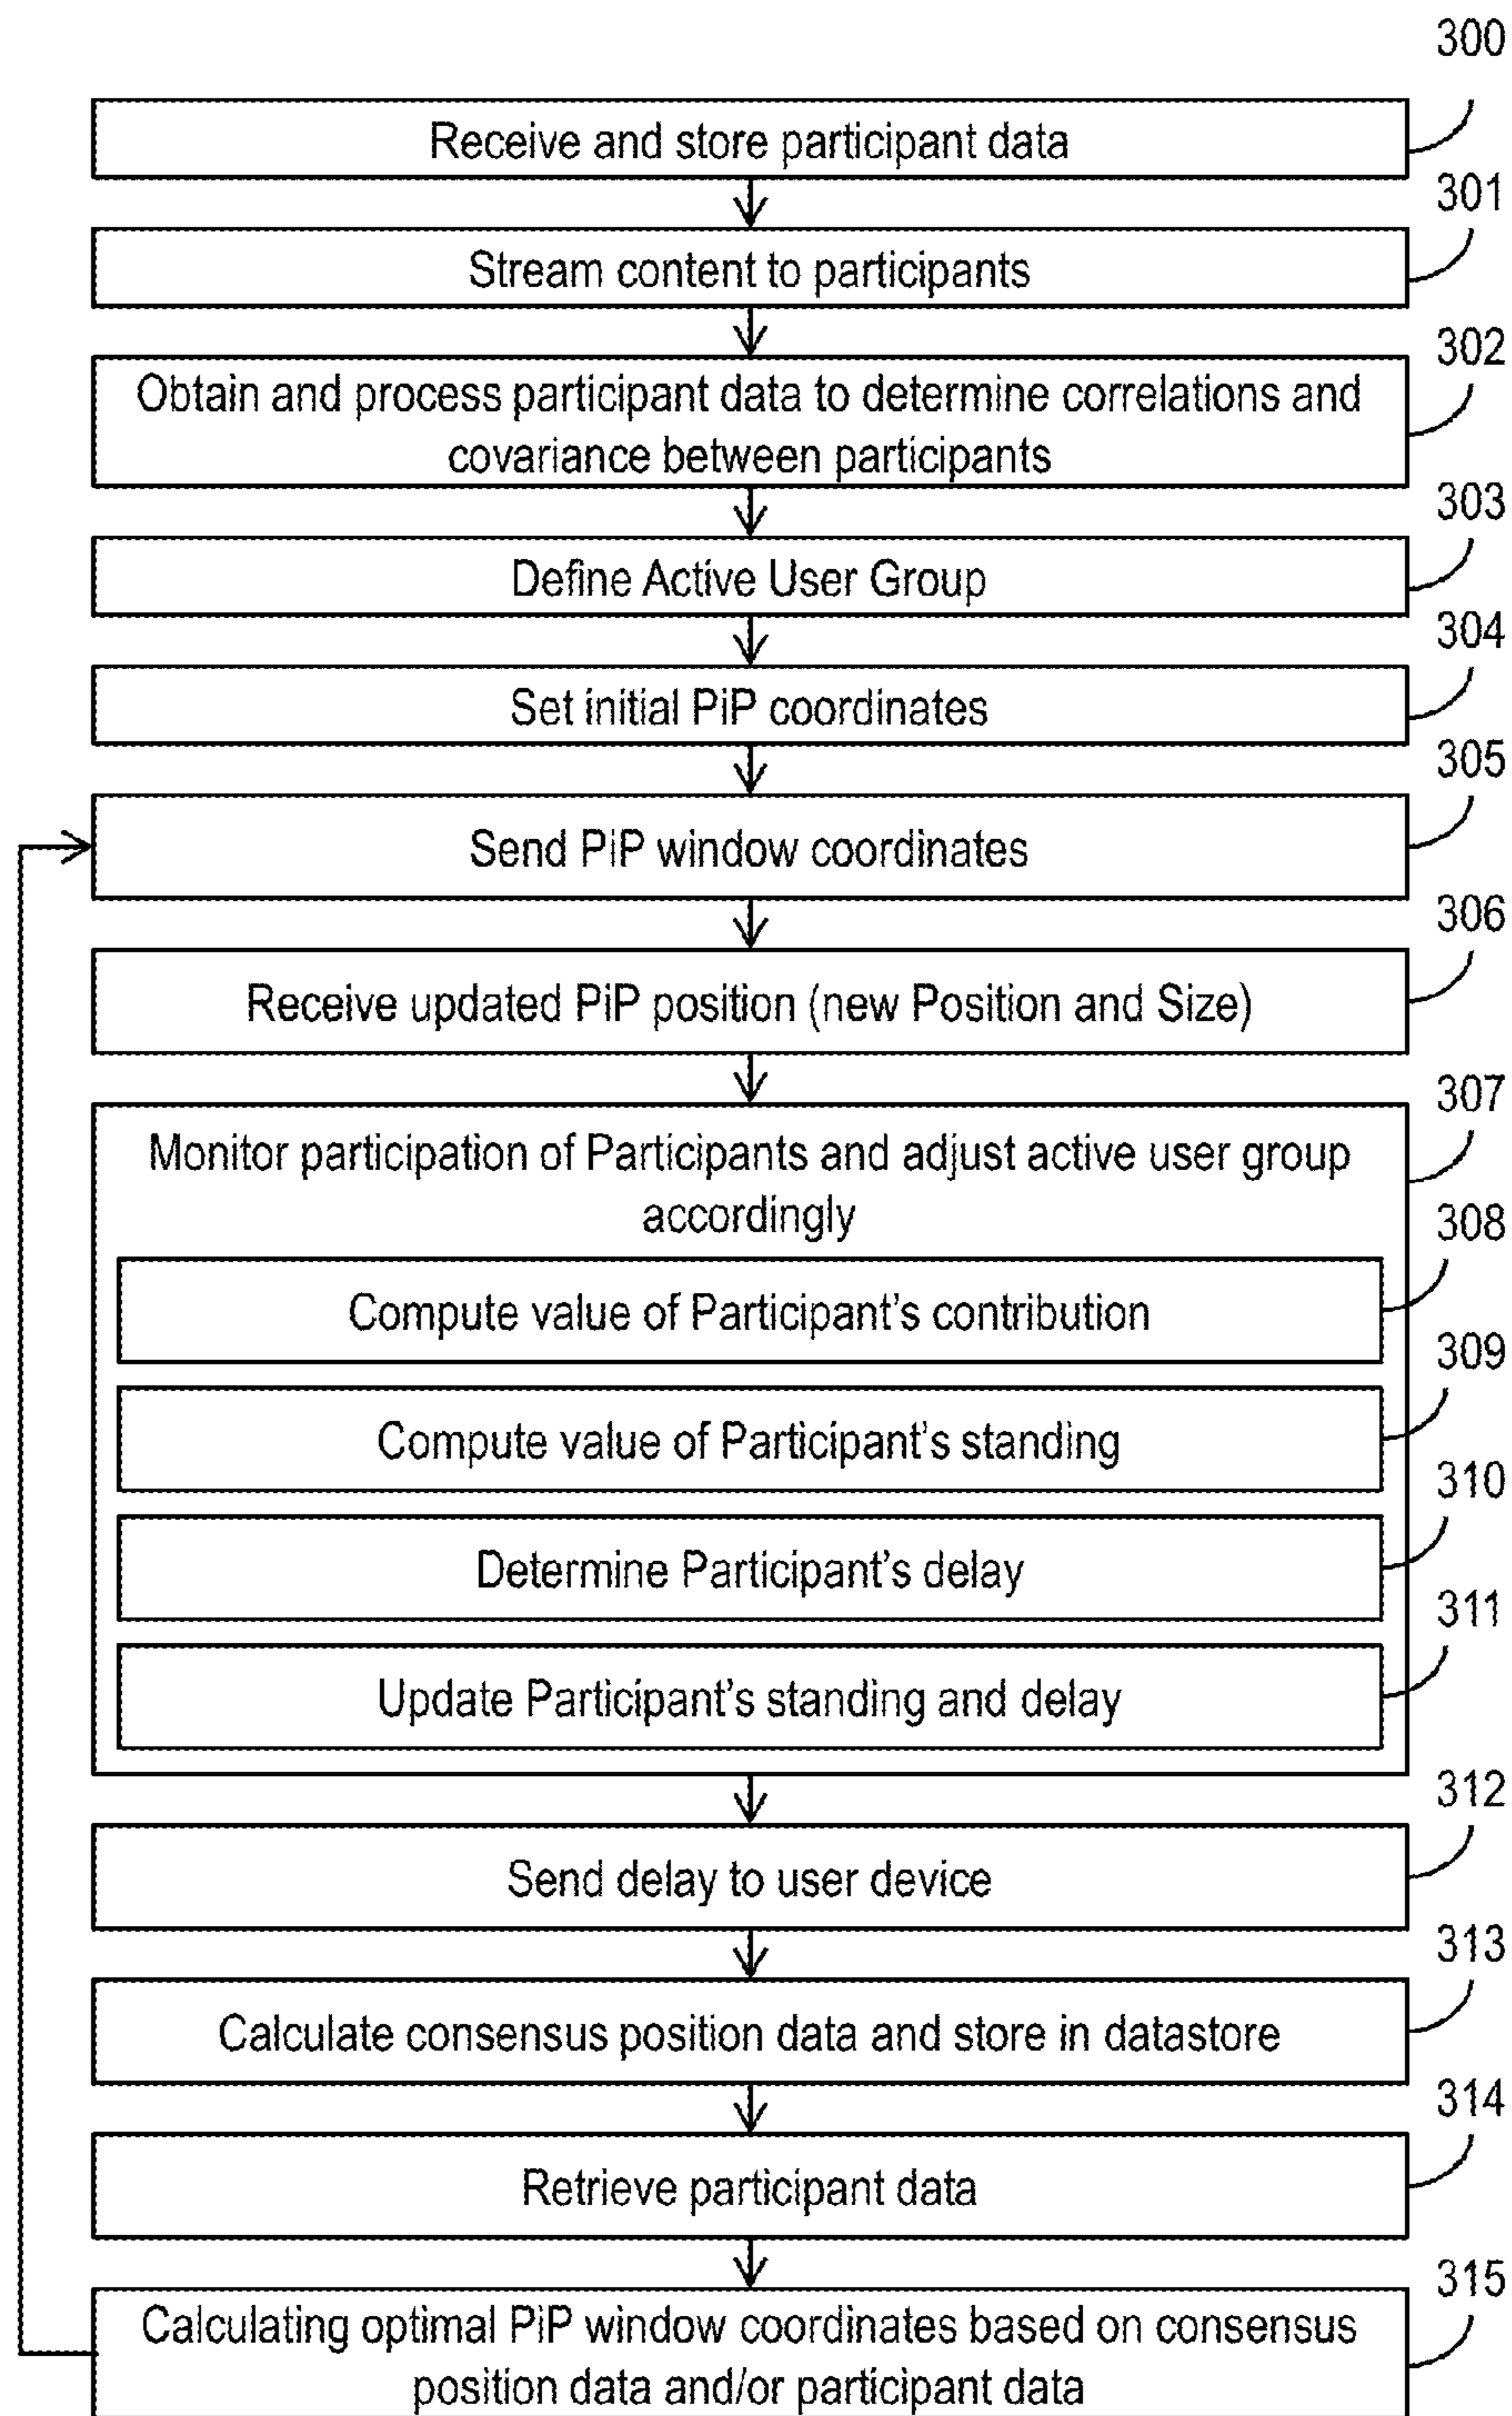 300
Receive and store participant data
301
Stream content to participants
302
Obtain and process participant data to determine correlations and
covariance between participants
303
Define Active User Group
304
Set initial PiP coordinates
305
Send PiP window coordinates
306
Receive updated PiP position (new Position and Size)
307
Monitor participation of Participants and adjust active user group
accordingly
308
Compute value of Participant's contribution
309
Compute value of Participant's standing
310
Determine Participant's delay
311
Update Participant's standing and delay
312
Send delay to user device
313
Calculate consensus position data and store in datastore
314
Retrieve participant data
315
Calculating optimal PiP window coordinates based on consensus
position data and/or participant data